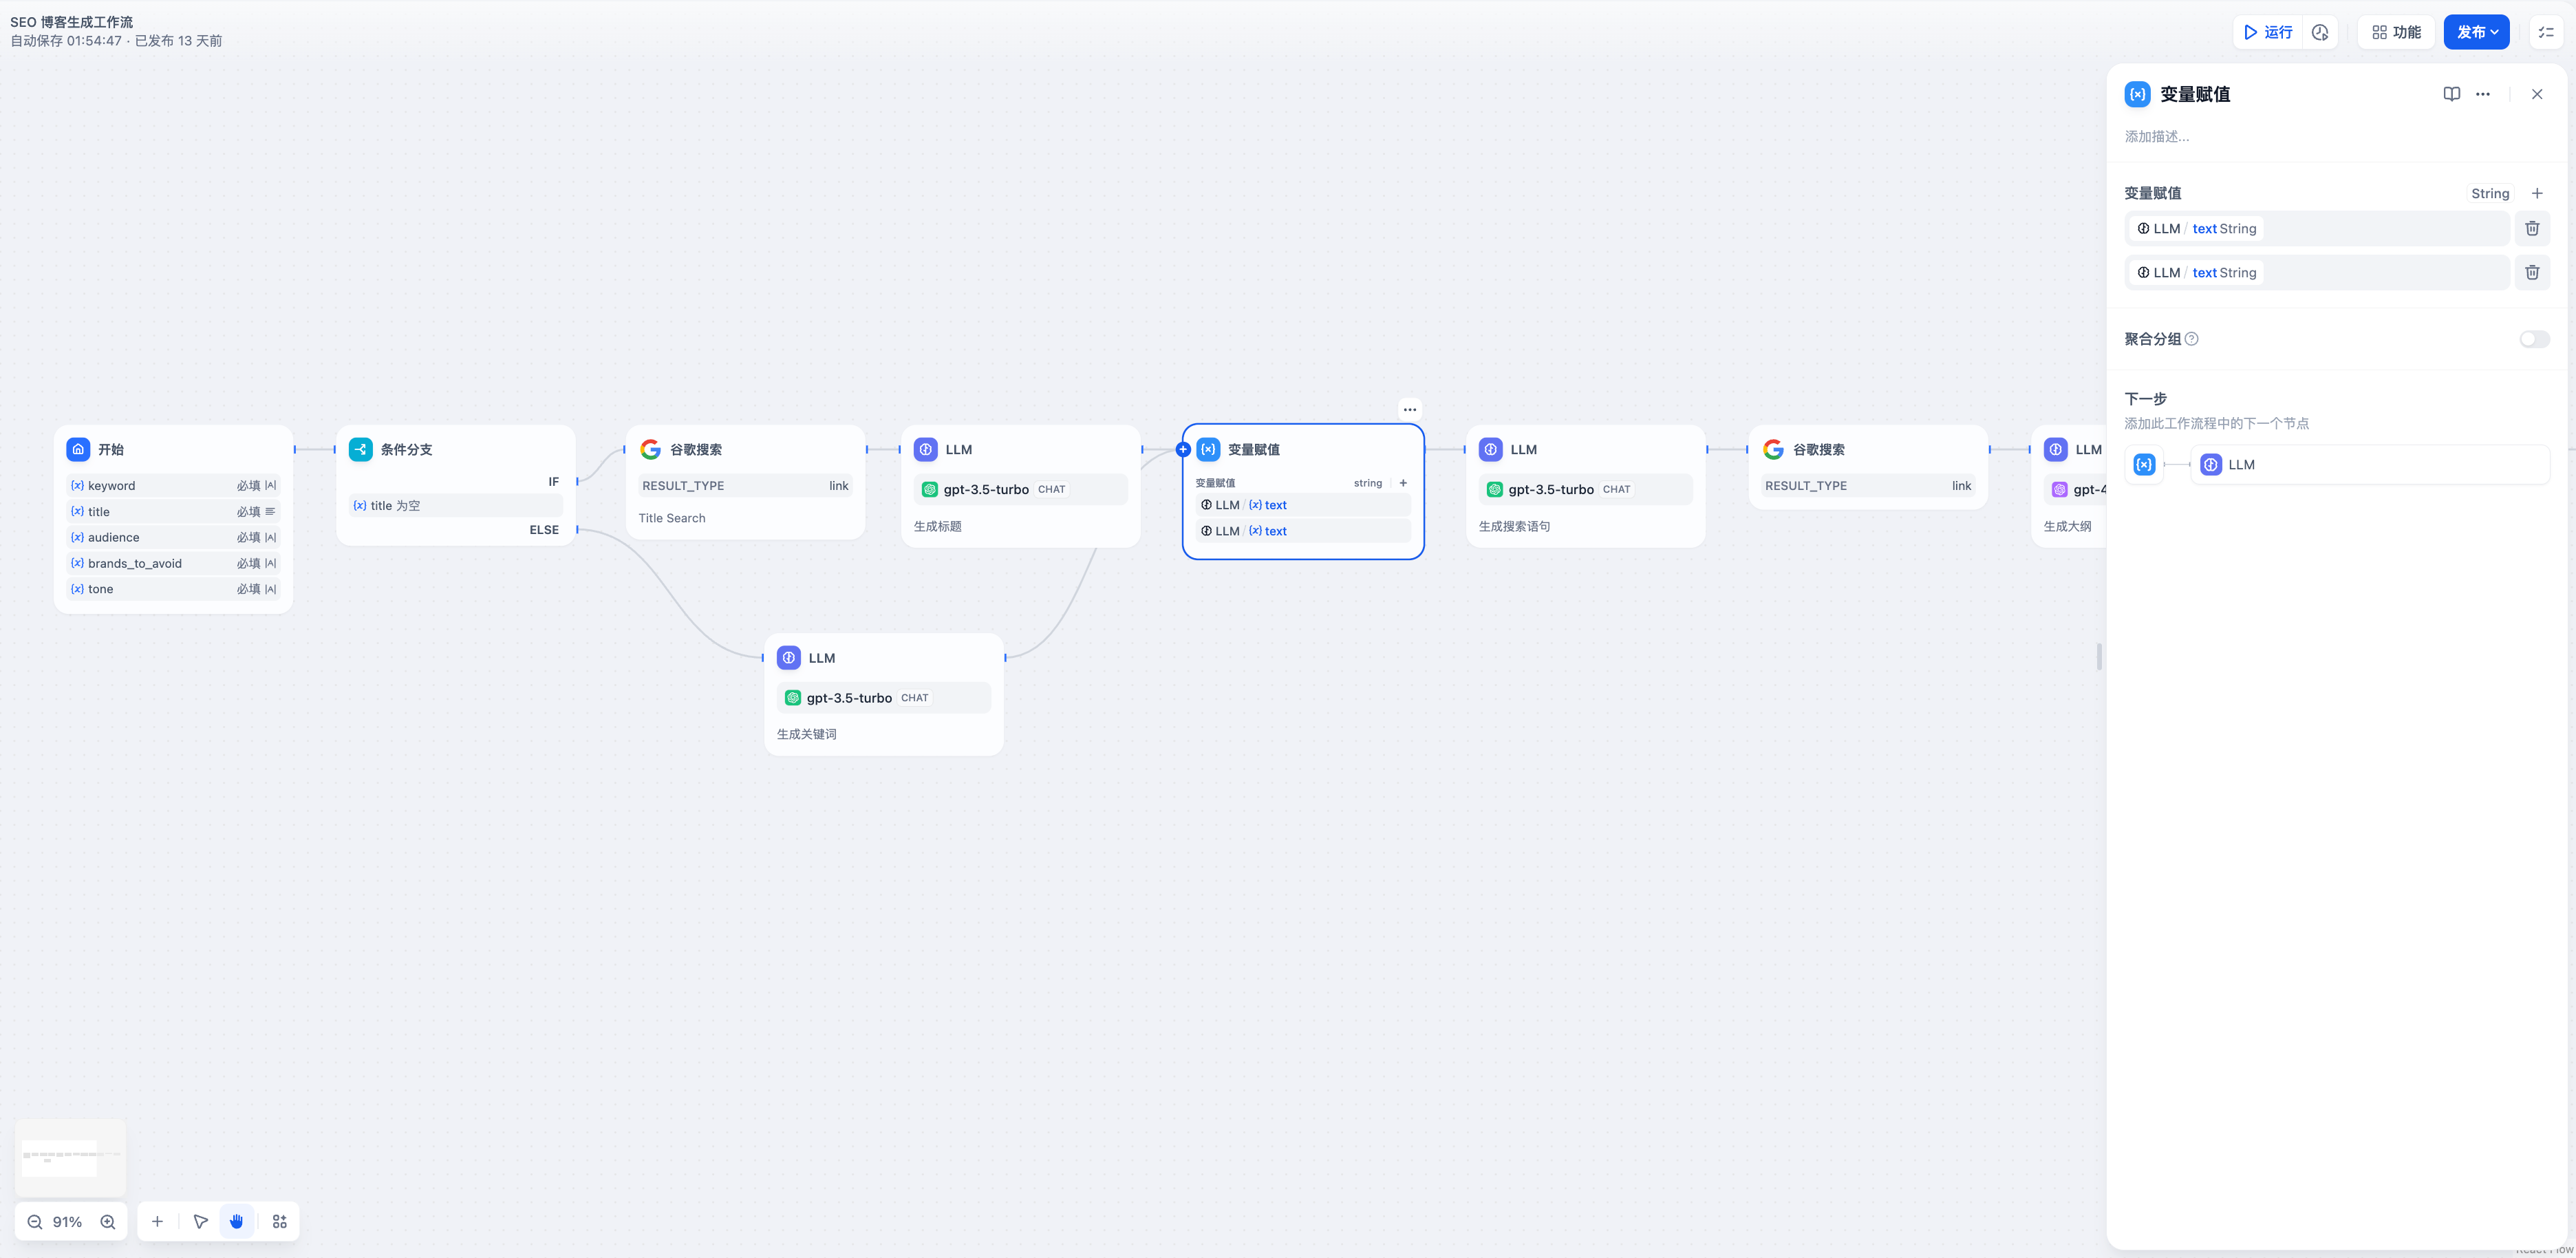 SEO 博客生成工作流
自动保存 01:54:47 · 已发布 13 天前
运行
功能
发布
变量赋值
添加描述...
变量赋值 String
LLM / text String
LLM / text String
聚合分组
下一步
添加此工作流程中的下一个节点
LLM
开始
{x} keyword 必填
{x} title 必填
{x} audience 必填
{x} brands_to_avoid 必填
{x} tone 必填
条件分支
IF
{x} title 为空
ELSE
谷歌搜索
RESULT_TYPE link
Title Search
LLM
gpt-3.5-turbo CHAT
生成标题
变量赋值
变量赋值 string
LLM / {x} text
LLM / {x} text
LLM
gpt-3.5-turbo CHAT
生成搜索语句
谷歌搜索
RESULT_TYPE link
LLM
gpt-4
生成大纲
LLM
gpt-3.5-turbo CHAT
生成关键词
91%
React Flow